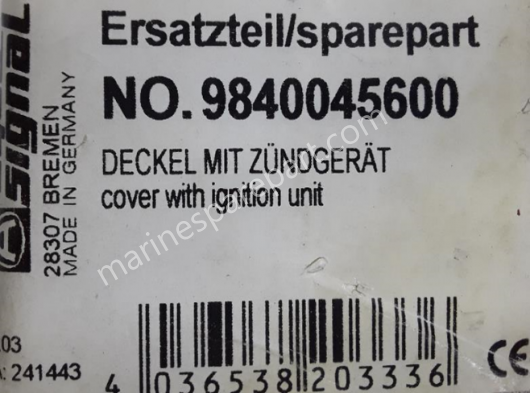 Ersatzteil/sparepart
NO. 9840045600
DECKEL MIT ZÜNDGERÄT
cover with ignition unit
signal
28307 BREMEN
MADE IN GERMANY
marinesparepart.com
.03
: 241443
4 036538 203336
CE